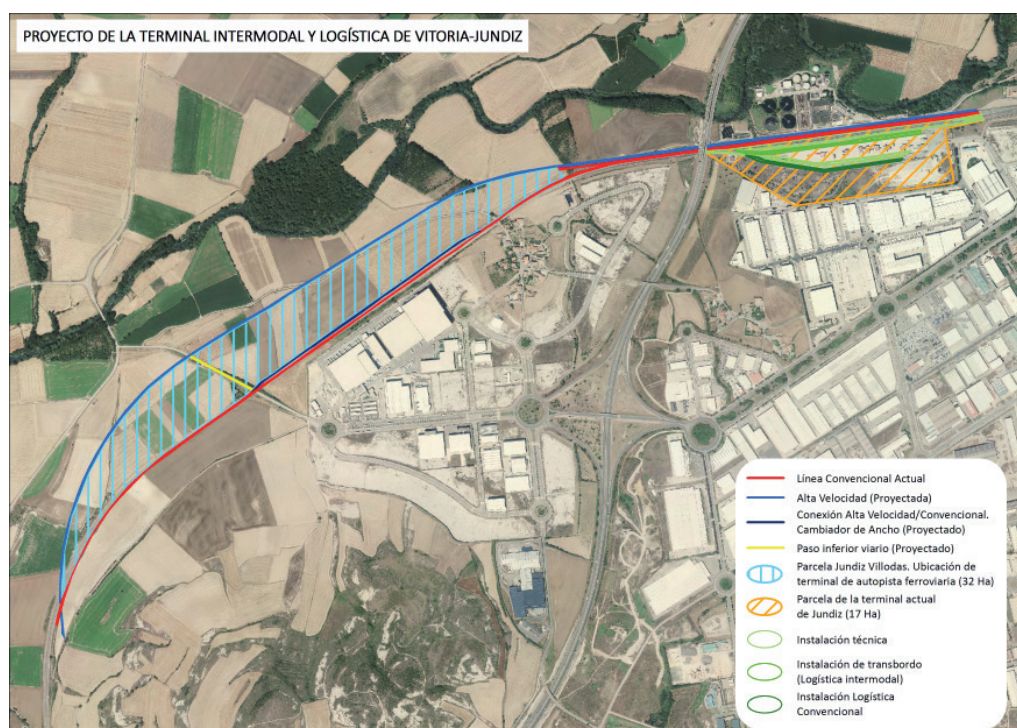 PROYECTO DE LA TERMINAL INTERMODAL Y LOGÍSTICA DE VITORIA-JUNDIZ
Línea Convencional Actual
Alta Velocidad (Proyectada)
Conexión Alta Velocidad/Convencional.
Cambiador de Ancho (Proyectado)
Paso inferior viario (Proyectado)
Parcela Jundiz Villodas. Ubicación de
terminal de autopista ferroviaria (32 Ha)
Parcela de la terminal actual
de Jundiz (17 Ha)
Instalación técnica
Instalación de transbordo
(Logística intermodal)
Instalación Logística
Convencional